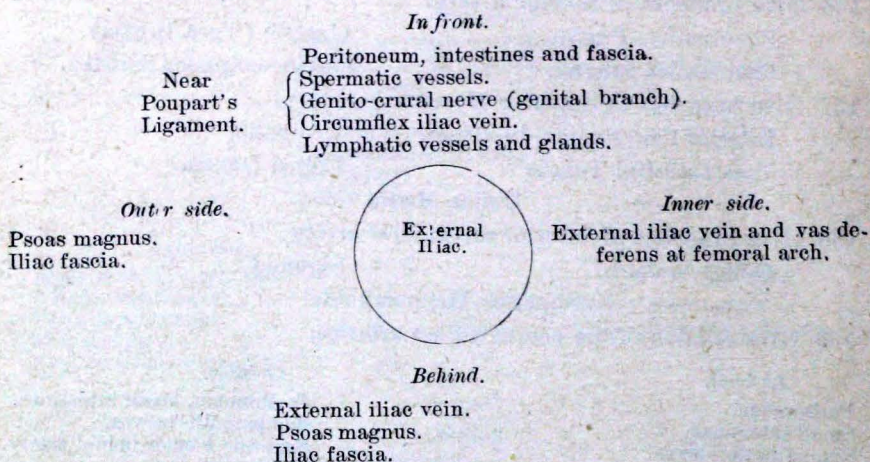 In front.
Peritoneum, intestines and fascia.
Near Poupart's Ligament.
Spermatic vessels.
Genito-crural nerve (genital branch).
Circumflex iliac vein.
Lymphatic vessels and glands.
Outer side.
Psoas magnus.
Iliac fascia.
External
Iliac.
Inner side.
External iliac vein and vas de-
ferens at femoral arch.
Behind.
External iliac vein.
Psoas magnus.
Iliac fascia.